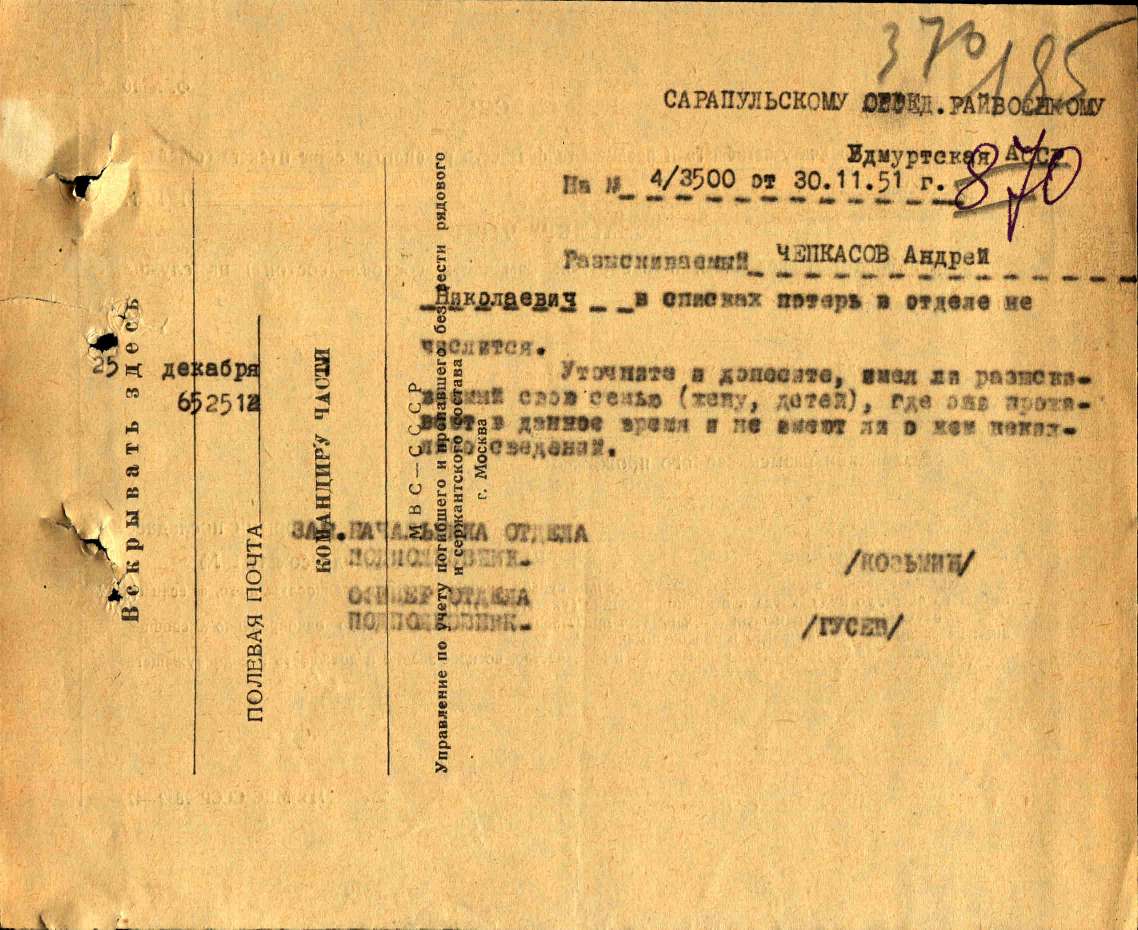 370
185
САРАПУЛЬСКОМУ ОБЪЕД. РАЙВОЕНКОМУ
Удмуртская АССР
На № 4/3500 от 30.11.51 г.
870
Разыскиваемый ЧЕПКАСОВ Андрей
Николаевич в списках потерь в отделе не
числится.
25 декабря
652512
Уточните и донесите, имел ли разыски-
ваемый свою семью (жену, детей), где она прожи-
вает в данное время и не имеют ли о нем каких-
либо сведений.
ЗАМ.НАЧАЛЬНИКА ОТДЕЛА
ПОДПОЛКОВНИК-
/КОЗЬМИН/
ОФИЦЕР ОТДЕЛА
ПОДПОЛКОВНИК-
/ГУСЕВ/
Вскрывать здесь
ПОЛЕВАЯ ПОЧТА
КОМАНДИРУ ЧАСТИ
МВС—СССР
Управление по учету погибшего и пропавшего без вести рядового
и сержантского состава
г. Москва